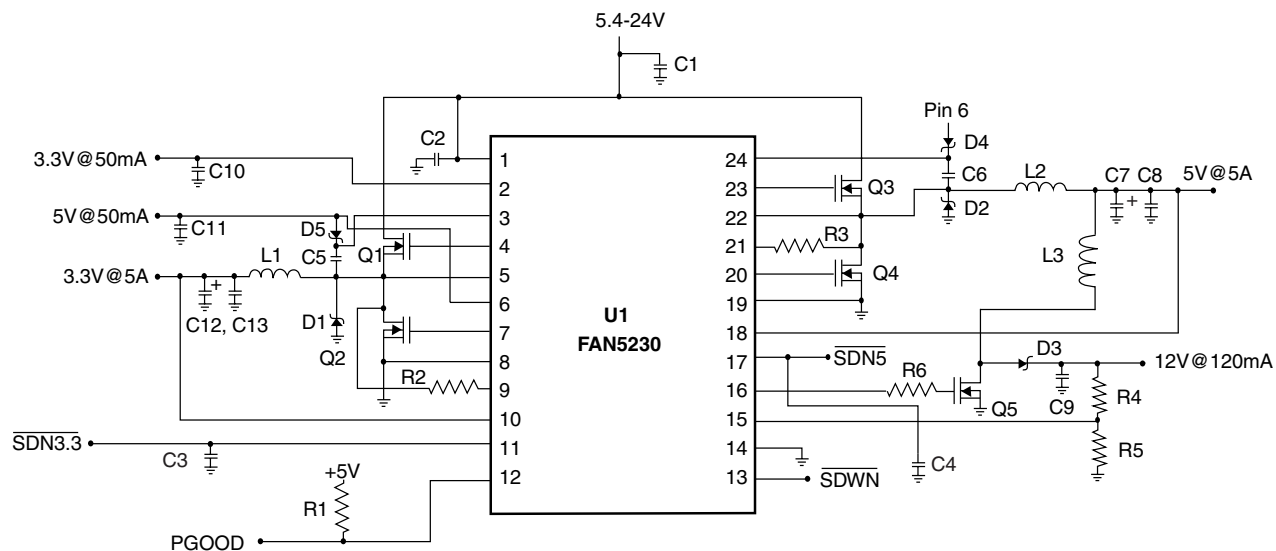 5.4-24V
C1
Pin 6
D4
C2
3.3V@50mA
C10
1
24
C6
L2
C7
C8
5V@5A
2
23
Q3
D2
5V@50mA
C11
D5
3
22
+
C5
Q1
4
21
R3
L3
3.3V@5A
L1
5
20
Q4
+
C12, C13
D1
6
19
U1
FAN5230
Q2
7
18
8
17
SDN5
D3
12V@120mA
R2
9
16
R6
Q5
C9
R4
10
15
SDN3.3
11
14
R5
C3
C4
+5V
12
13
SDWN
R1
PGOOD